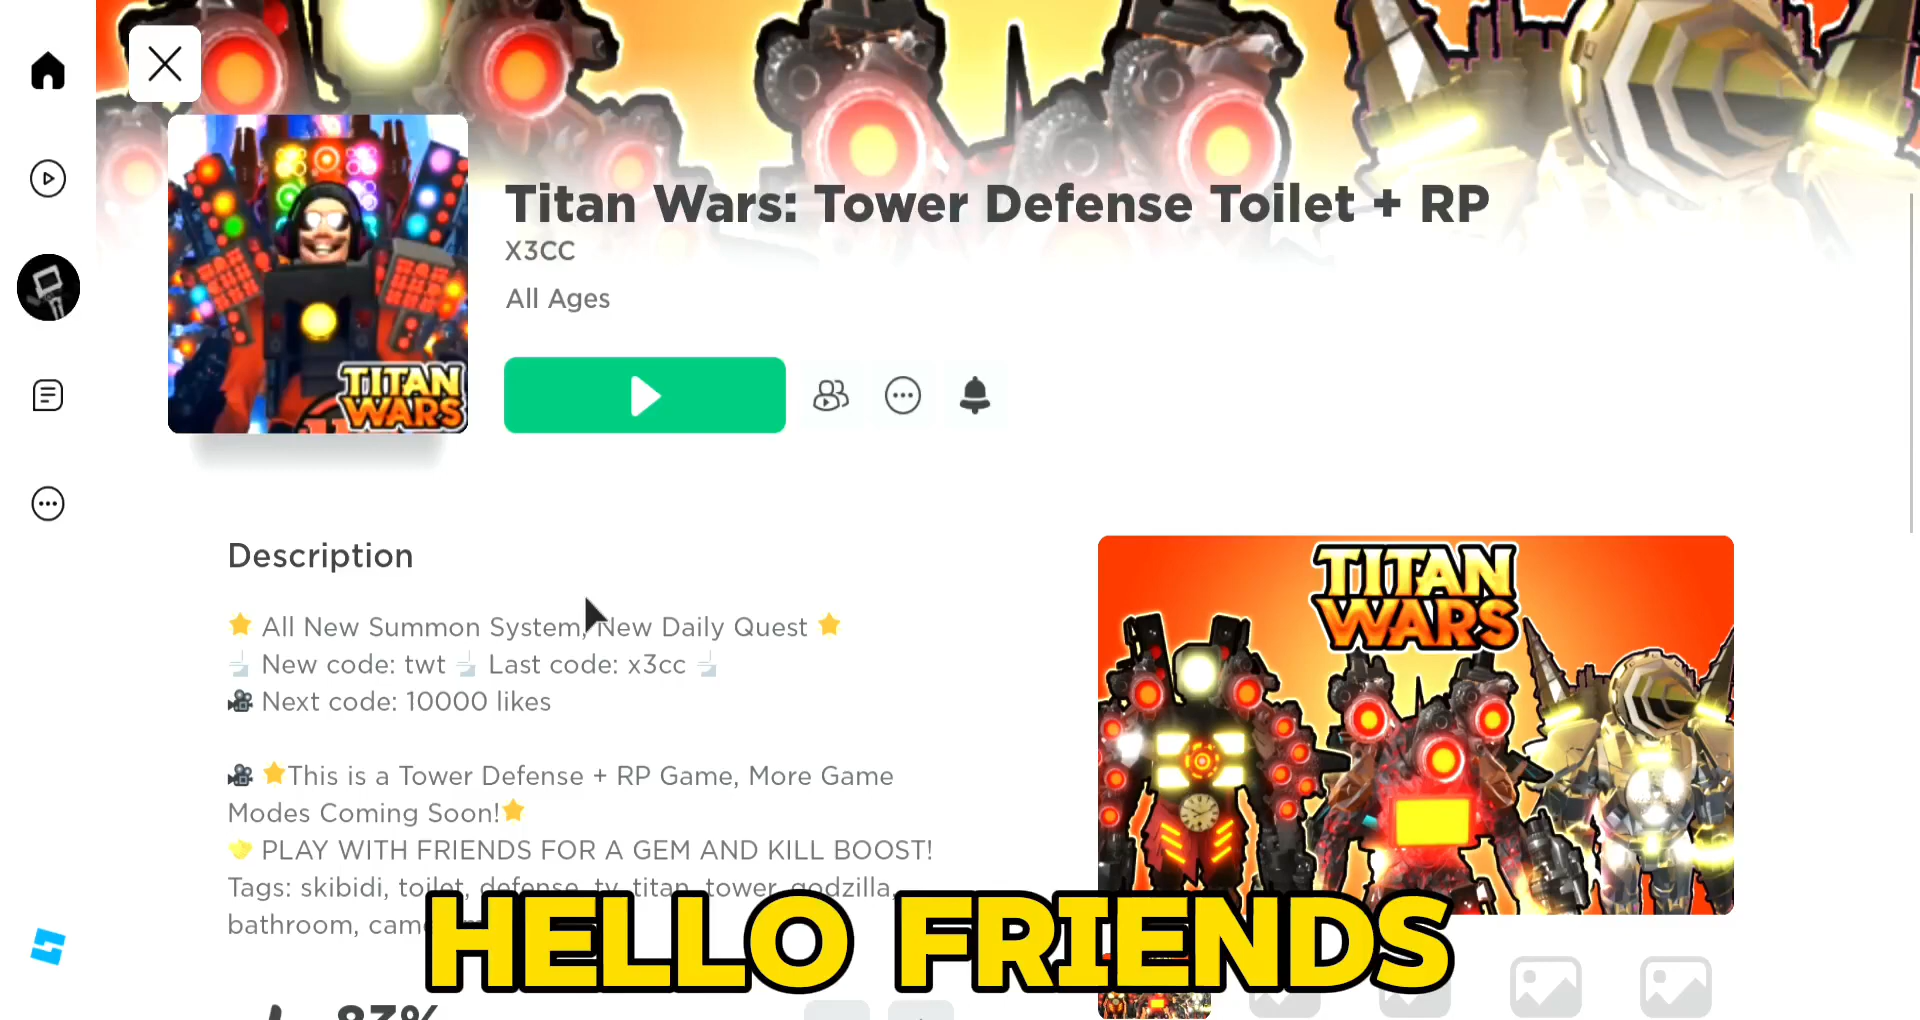 Titan Wars: Tower Defense Toilet + RP
X3CC
All Ages
TITAN
WARS
Description
All New Summon System, New Daily Quest
New code: twt Last code: x3cc
Next code: 10000 likes
This is a Tower Defense + RP Game, More Game
Modes Coming Soon!
PLAY WITH FRIENDS FOR A GEM AND KILL BOOST!
Tags: skibidi, toilet, defense, tv, titan, tower, godzilla,
bathroom,
TITAN
WARS
HELLO FRIENDS
83%